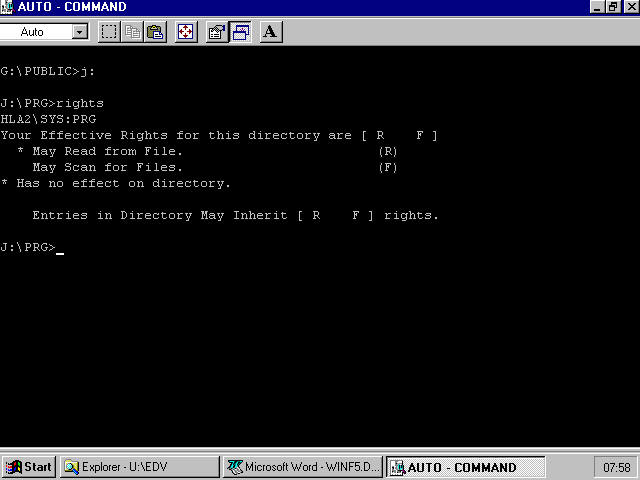 AUTO - COMMAND
Auto
A
G:\PUBLIC>j:
J:\PRG>rights
HLA2\SYS:PRG
Your Effective Rights for this directory are [ R    F ]
* May Read from File. (R)
May Scan for Files. (F)
* Has no effect on directory.
Entries in Directory May Inherit [ R    F ] rights.
J:\PRG>_
Start Explorer - U:\EDV Microsoft Word - WINF5.D... AUTO - COMMAND 07:58